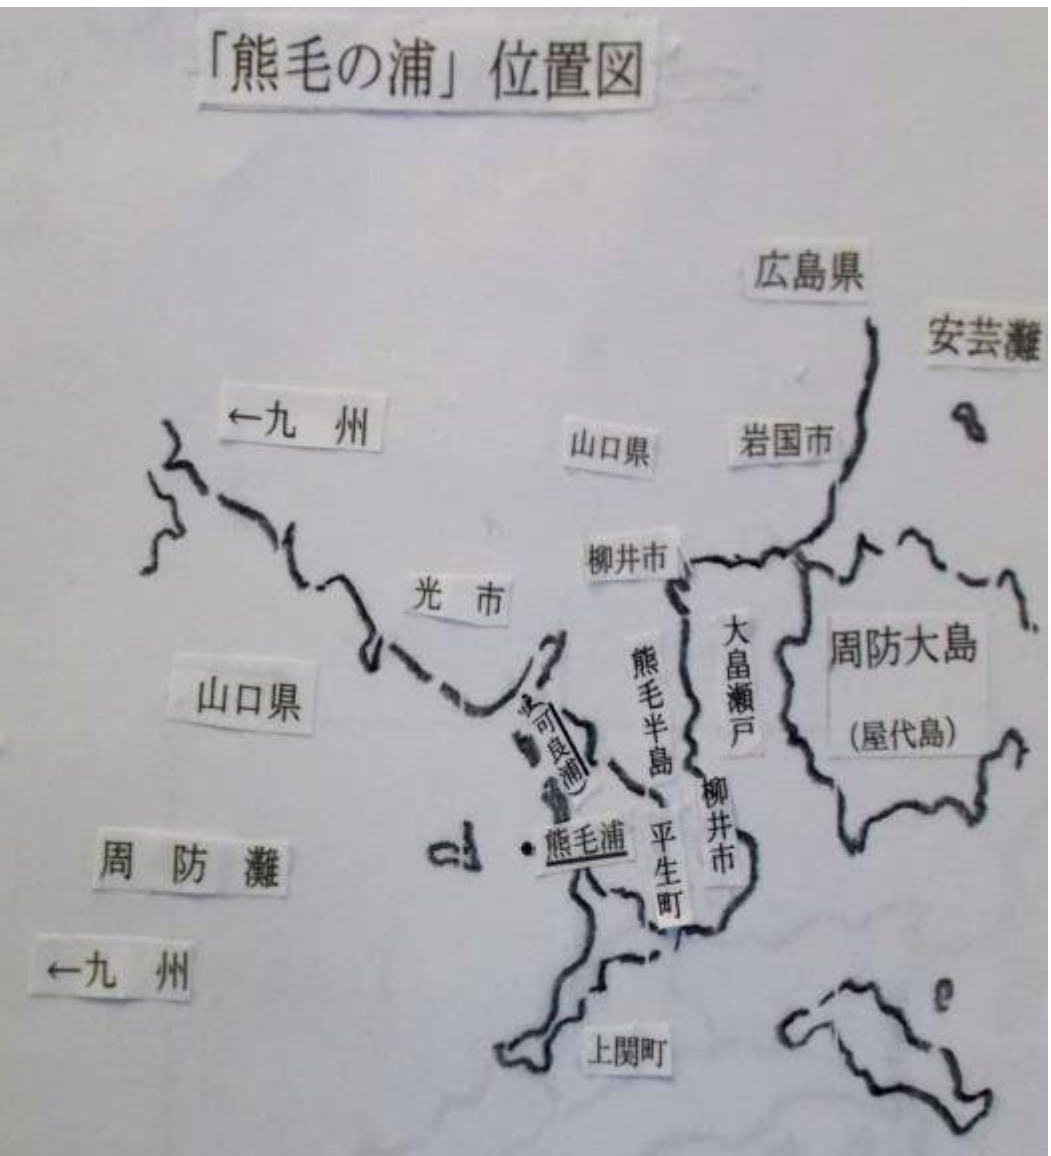 「熊毛の浦」位置図
広島県
安芸灘
←九 州
山口県
岩国市
柳井市
光 市
大畠瀬戸
周防大島
(屋代島)
熊毛半島
山口県
可良浦)
柳井市
熊毛浦
平生町
周 防 灘
←九 州
上関町